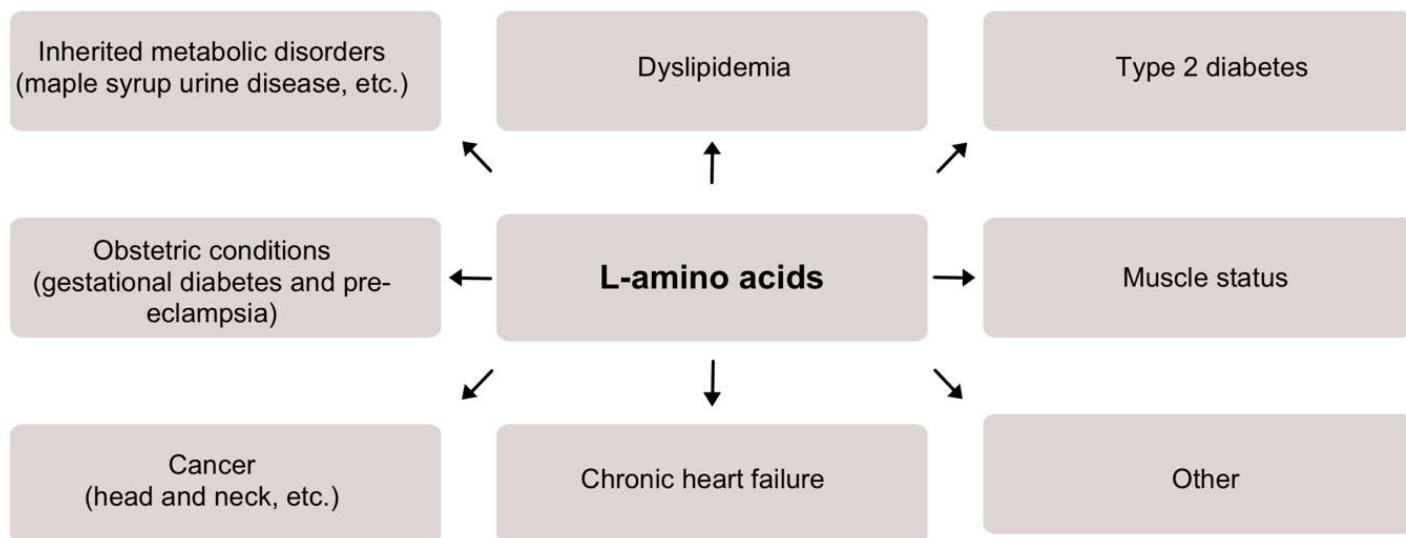 Inherited metabolic disorders
(maple syrup urine disease, etc.)
Dyslipidemia
Type 2 diabetes
Obstetric conditions
(gestational diabetes and pre-
eclampsia)
L-amino acids
Muscle status
Cancer
(head and neck, etc.)
Chronic heart failure
Other